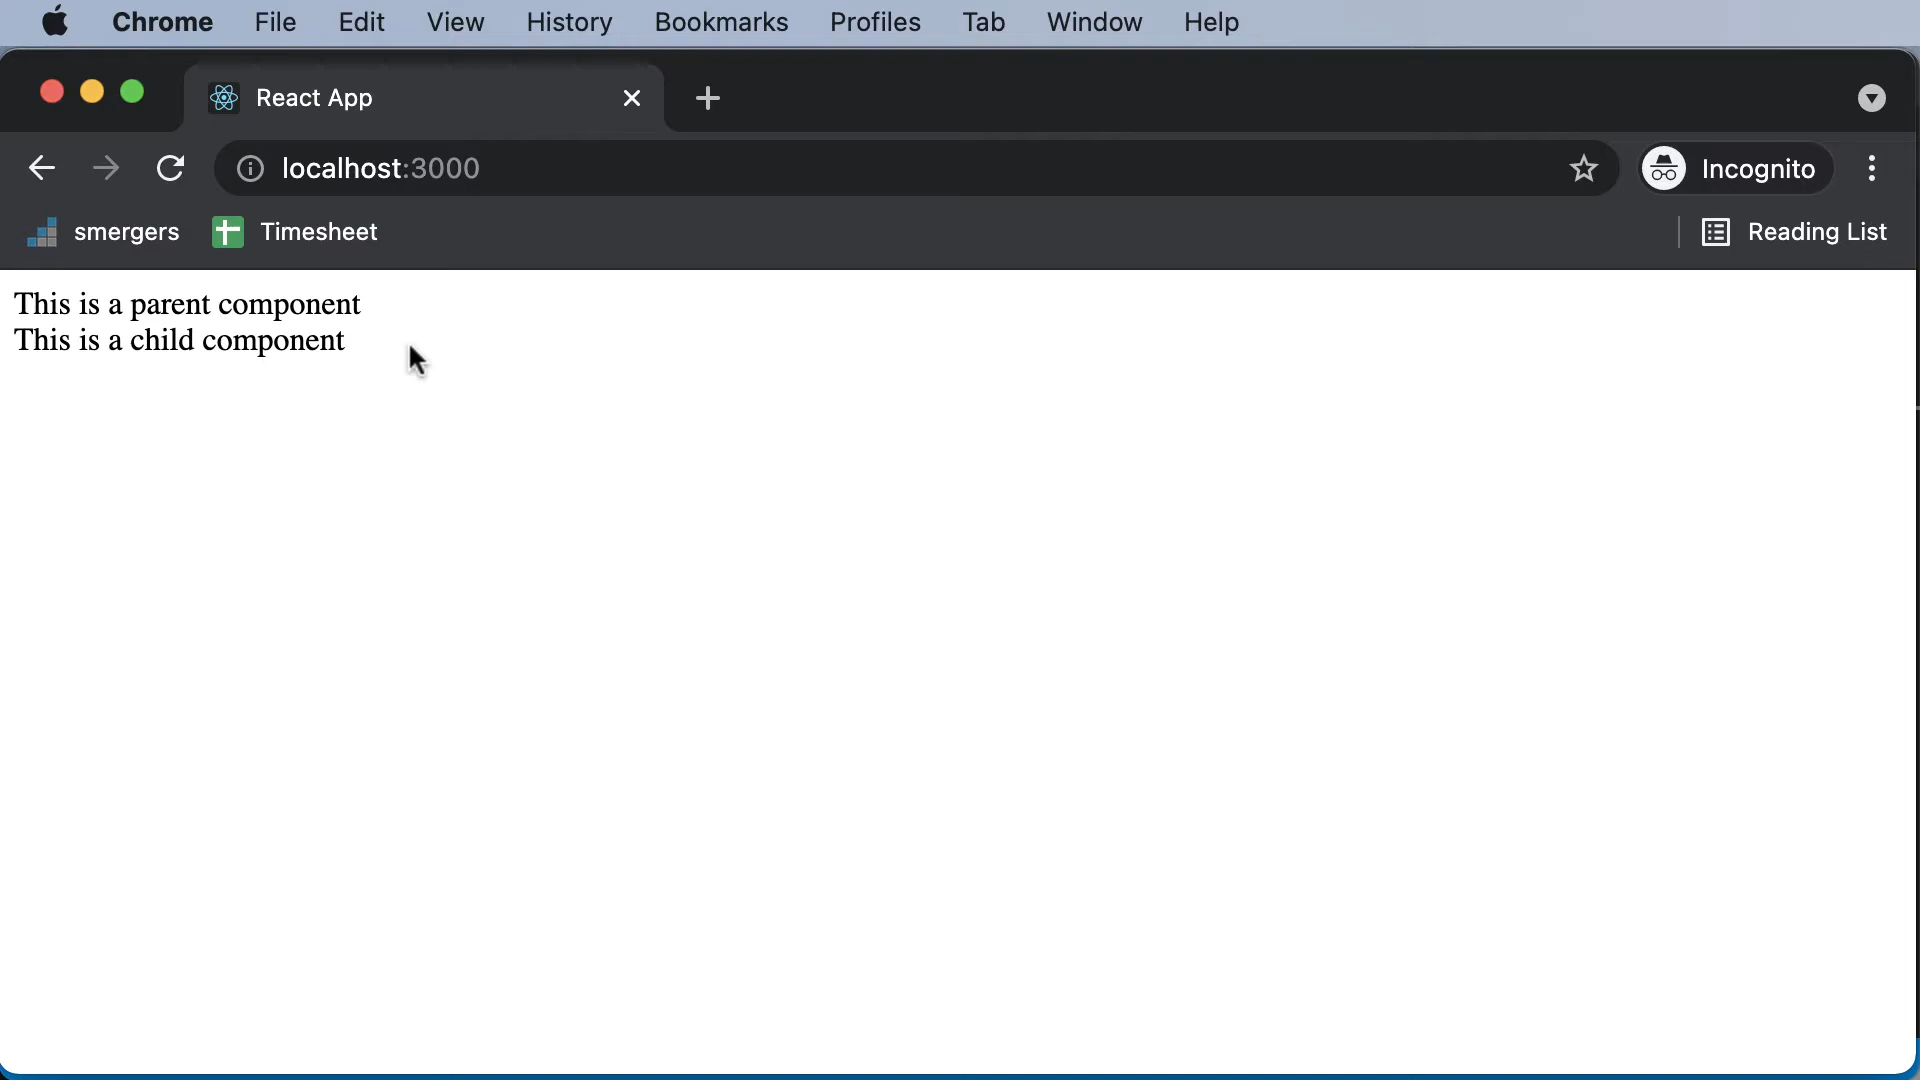 Chrome File Edit View History Bookmarks Profiles Tab Window Help
React App
localhost:3000
Incognito
smergers Timesheet Reading List
This is a parent component
This is a child component